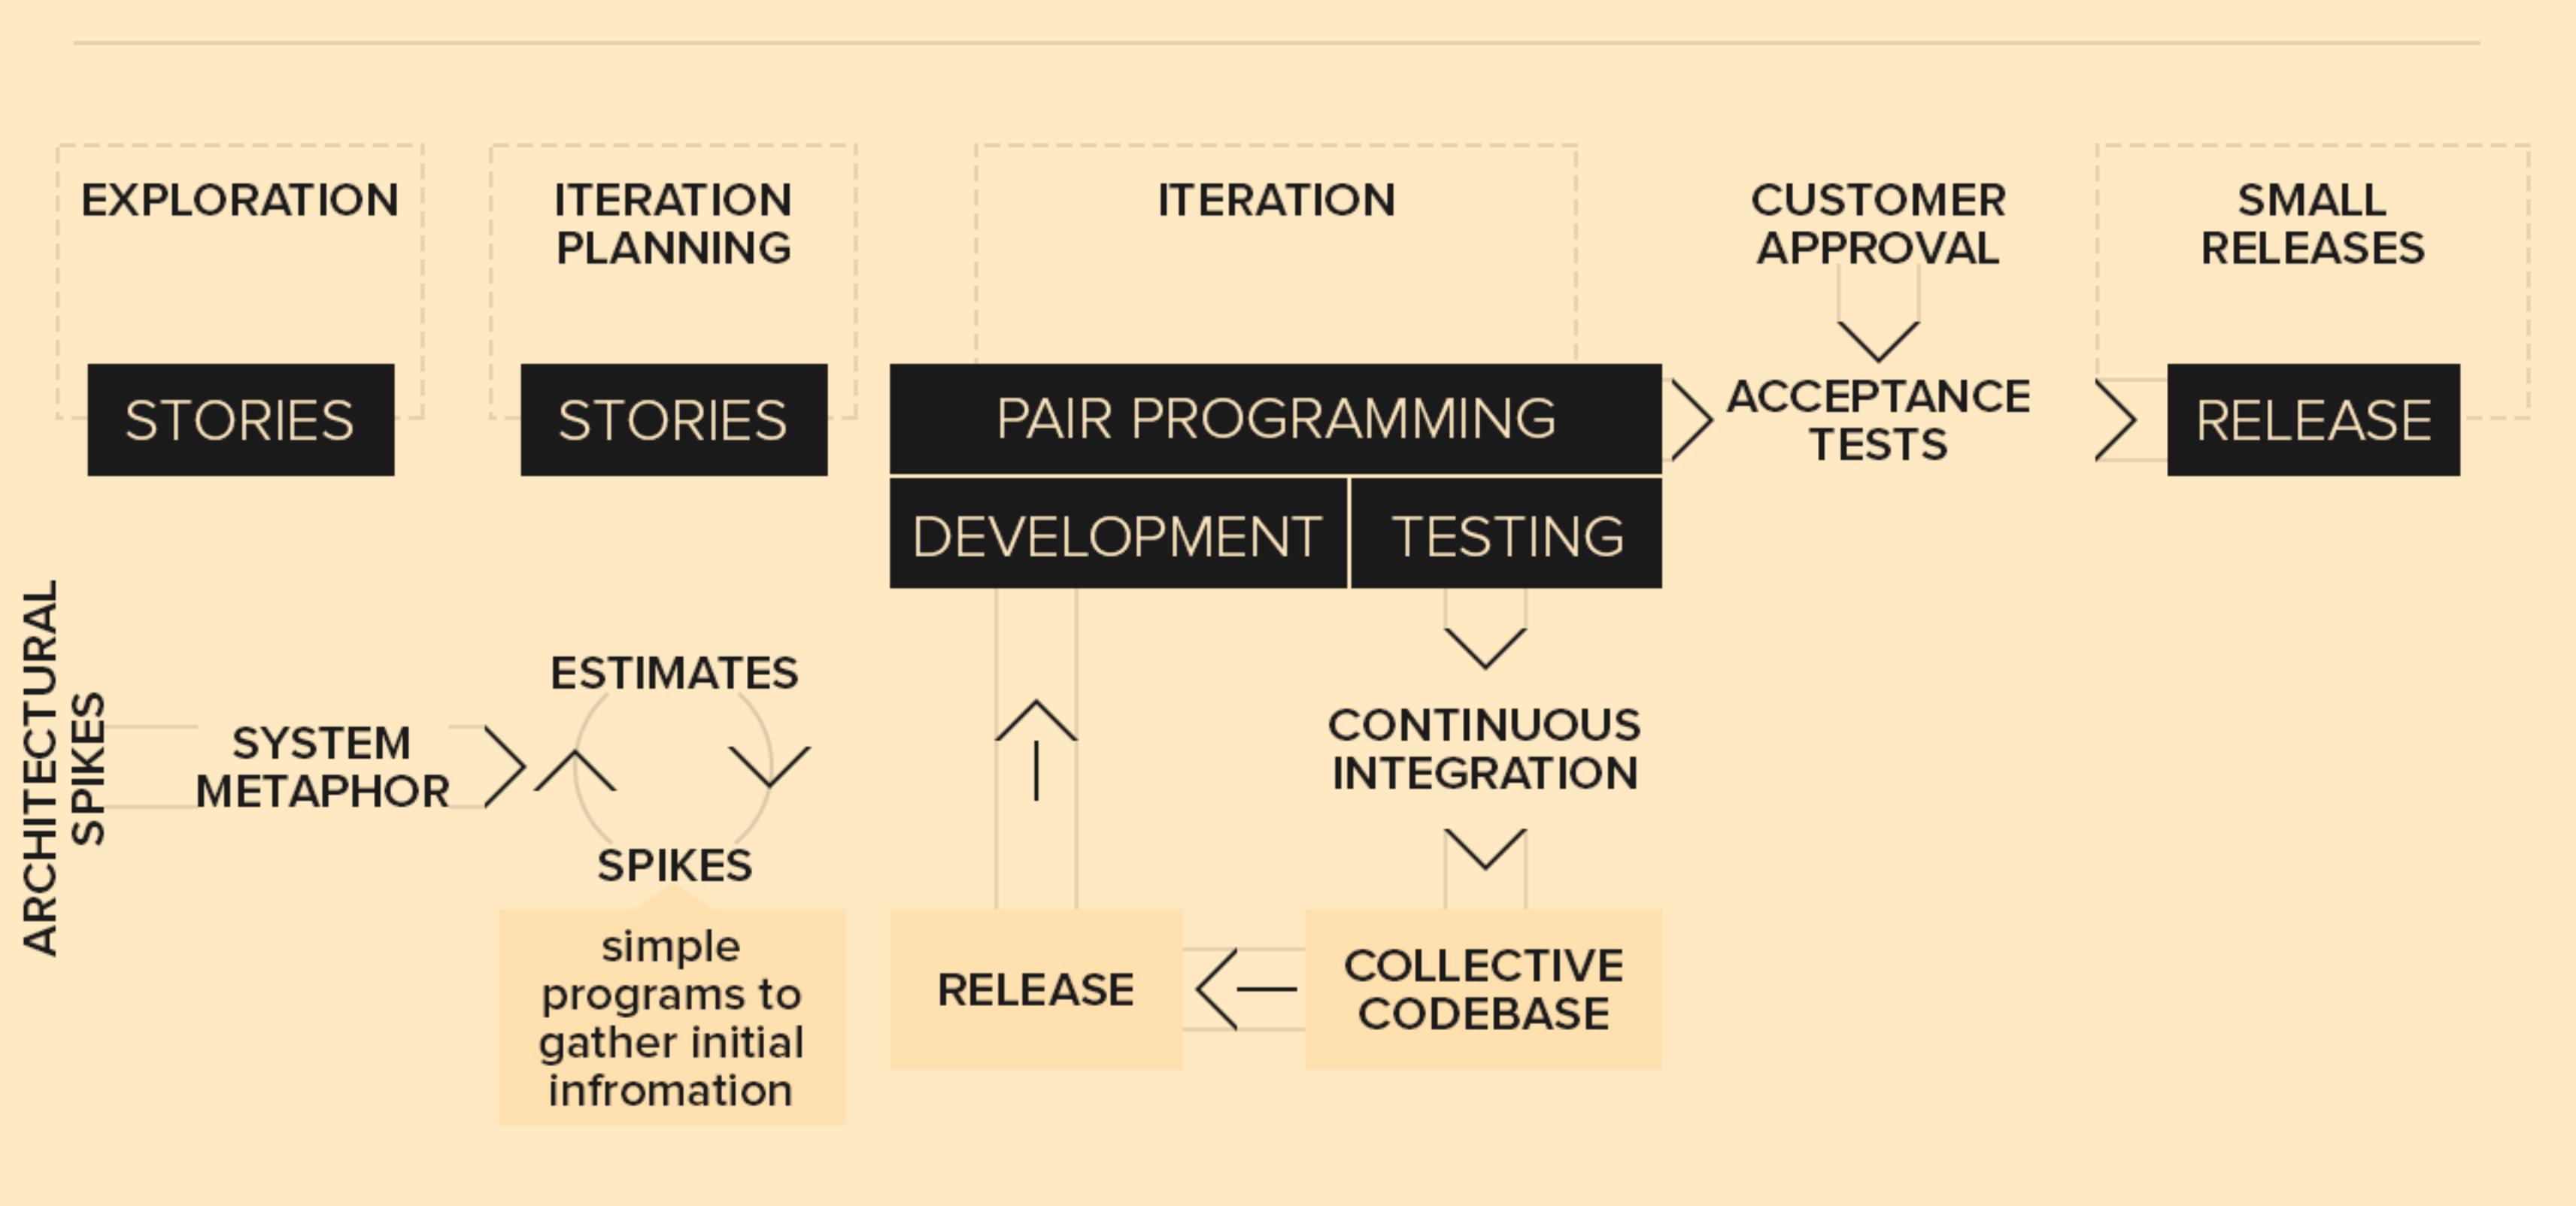 EXPLORATION
ITERATION
PLANNING
ITERATION
CUSTOMER
APPROVAL
SMALL
RELEASES
STORIES
STORIES
PAIR PROGRAMMING
ACCEPTANCE
TESTS
RELEASE
DEVELOPMENT
TESTING
ARCHITECTURAL
SPIKES
SYSTEM
METAPHOR
ESTIMATES
SPIKES
simple
programs to
gather initial
infromation
CONTINUOUS
INTEGRATION
RELEASE
COLLECTIVE
CODEBASE